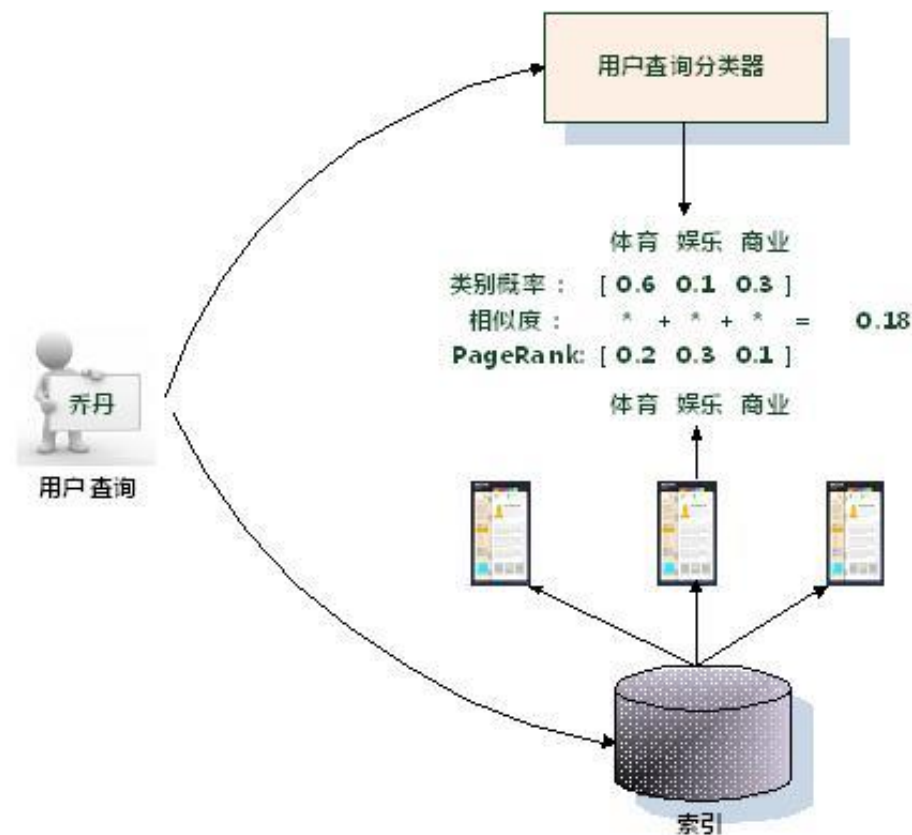 用户查询分类器
体育 娱乐 商业
类别概率： [ 0.6 0.1 0.3 ]
相似度： * + * + * = 0.18
PageRank: [ 0.2 0.3 0.1 ]
体育 娱乐 商业
乔丹
用户查询
索引